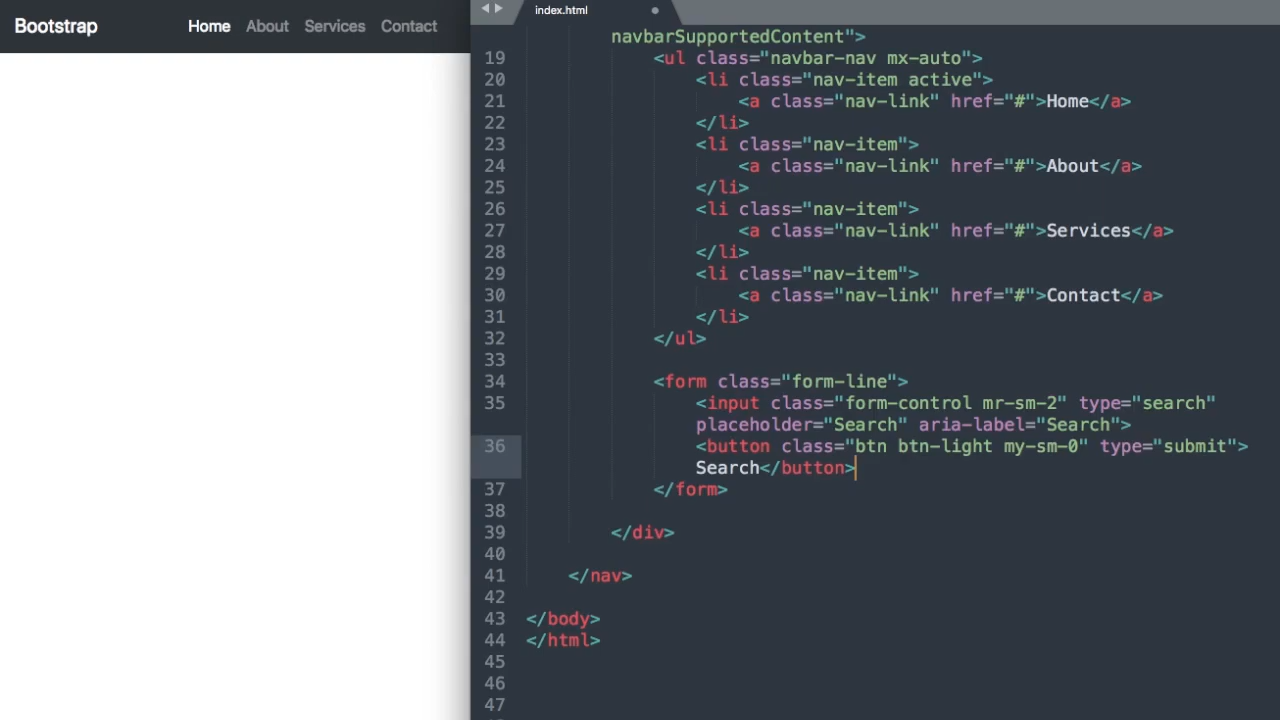 Bootstrap Home About Services Contact
index.html
navbarSupportedContent">
19 <ul class="navbar-nav mx-auto">
20 <li class="nav-item active">
21 <a class="nav-link" href="#">Home</a>
22 </li>
23 <li class="nav-item">
24 <a class="nav-link" href="#">About</a>
25 </li>
26 <li class="nav-item">
27 <a class="nav-link" href="#">Services</a>
28 </li>
29 <li class="nav-item">
30 <a class="nav-link" href="#">Contact</a>
31 </li>
32 </ul>
33
34 <form class="form-line">
35 <input class="form-control mr-sm-2" type="search"
placeholder="Search" aria-label="Search">
36 <button class="btn btn-light my-sm-0" type="submit">
Search</button>
37 </form>
38
39 </div>
40
41 </nav>
42
43 </body>
44 </html>
45
46
47